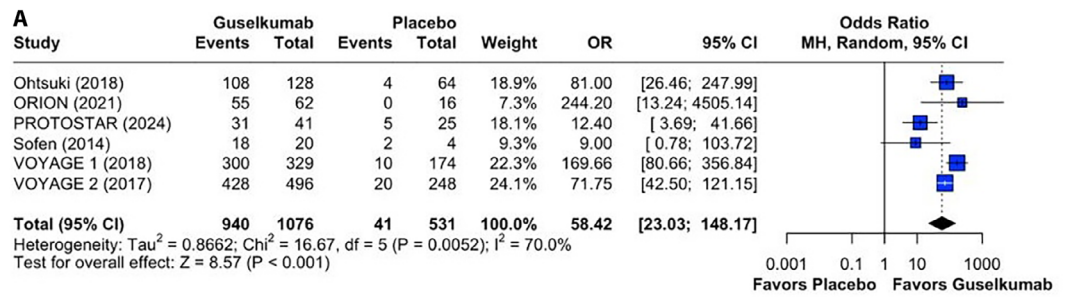 A
Guselkumab Placebo Odds Ratio
Study Events Total Events Total Weight OR 95% CI MH, Random, 95% CI
Ohtsuki (2018) 108 128 4 64 18.9% 81.00 [26.46; 247.99]
ORION (2021) 55 62 0 16 7.3% 244.20 [13.24; 4505.14]
PROTOSTAR (2024) 31 41 5 25 18.1% 12.40 [ 3.69; 41.66]
Sofen (2014) 18 20 2 4 9.3% 9.00 [ 0.78; 103.72]
VOYAGE 1 (2018) 300 329 10 174 22.3% 169.66 [80.66; 356.84]
VOYAGE 2 (2017) 428 496 20 248 24.1% 71.75 [42.50; 121.15]
Total (95% CI) 940 1076 41 531 100.0% 58.42 [23.03; 148.17]
Heterogeneity: Tau² = 0.8662; Chi² = 16.67, df = 5 (P = 0.0052); I² = 70.0%
Test for overall effect: Z = 8.57 (P < 0.001)
0.001 0.1 1 10 1000
Favors Placebo Favors Guselkumab